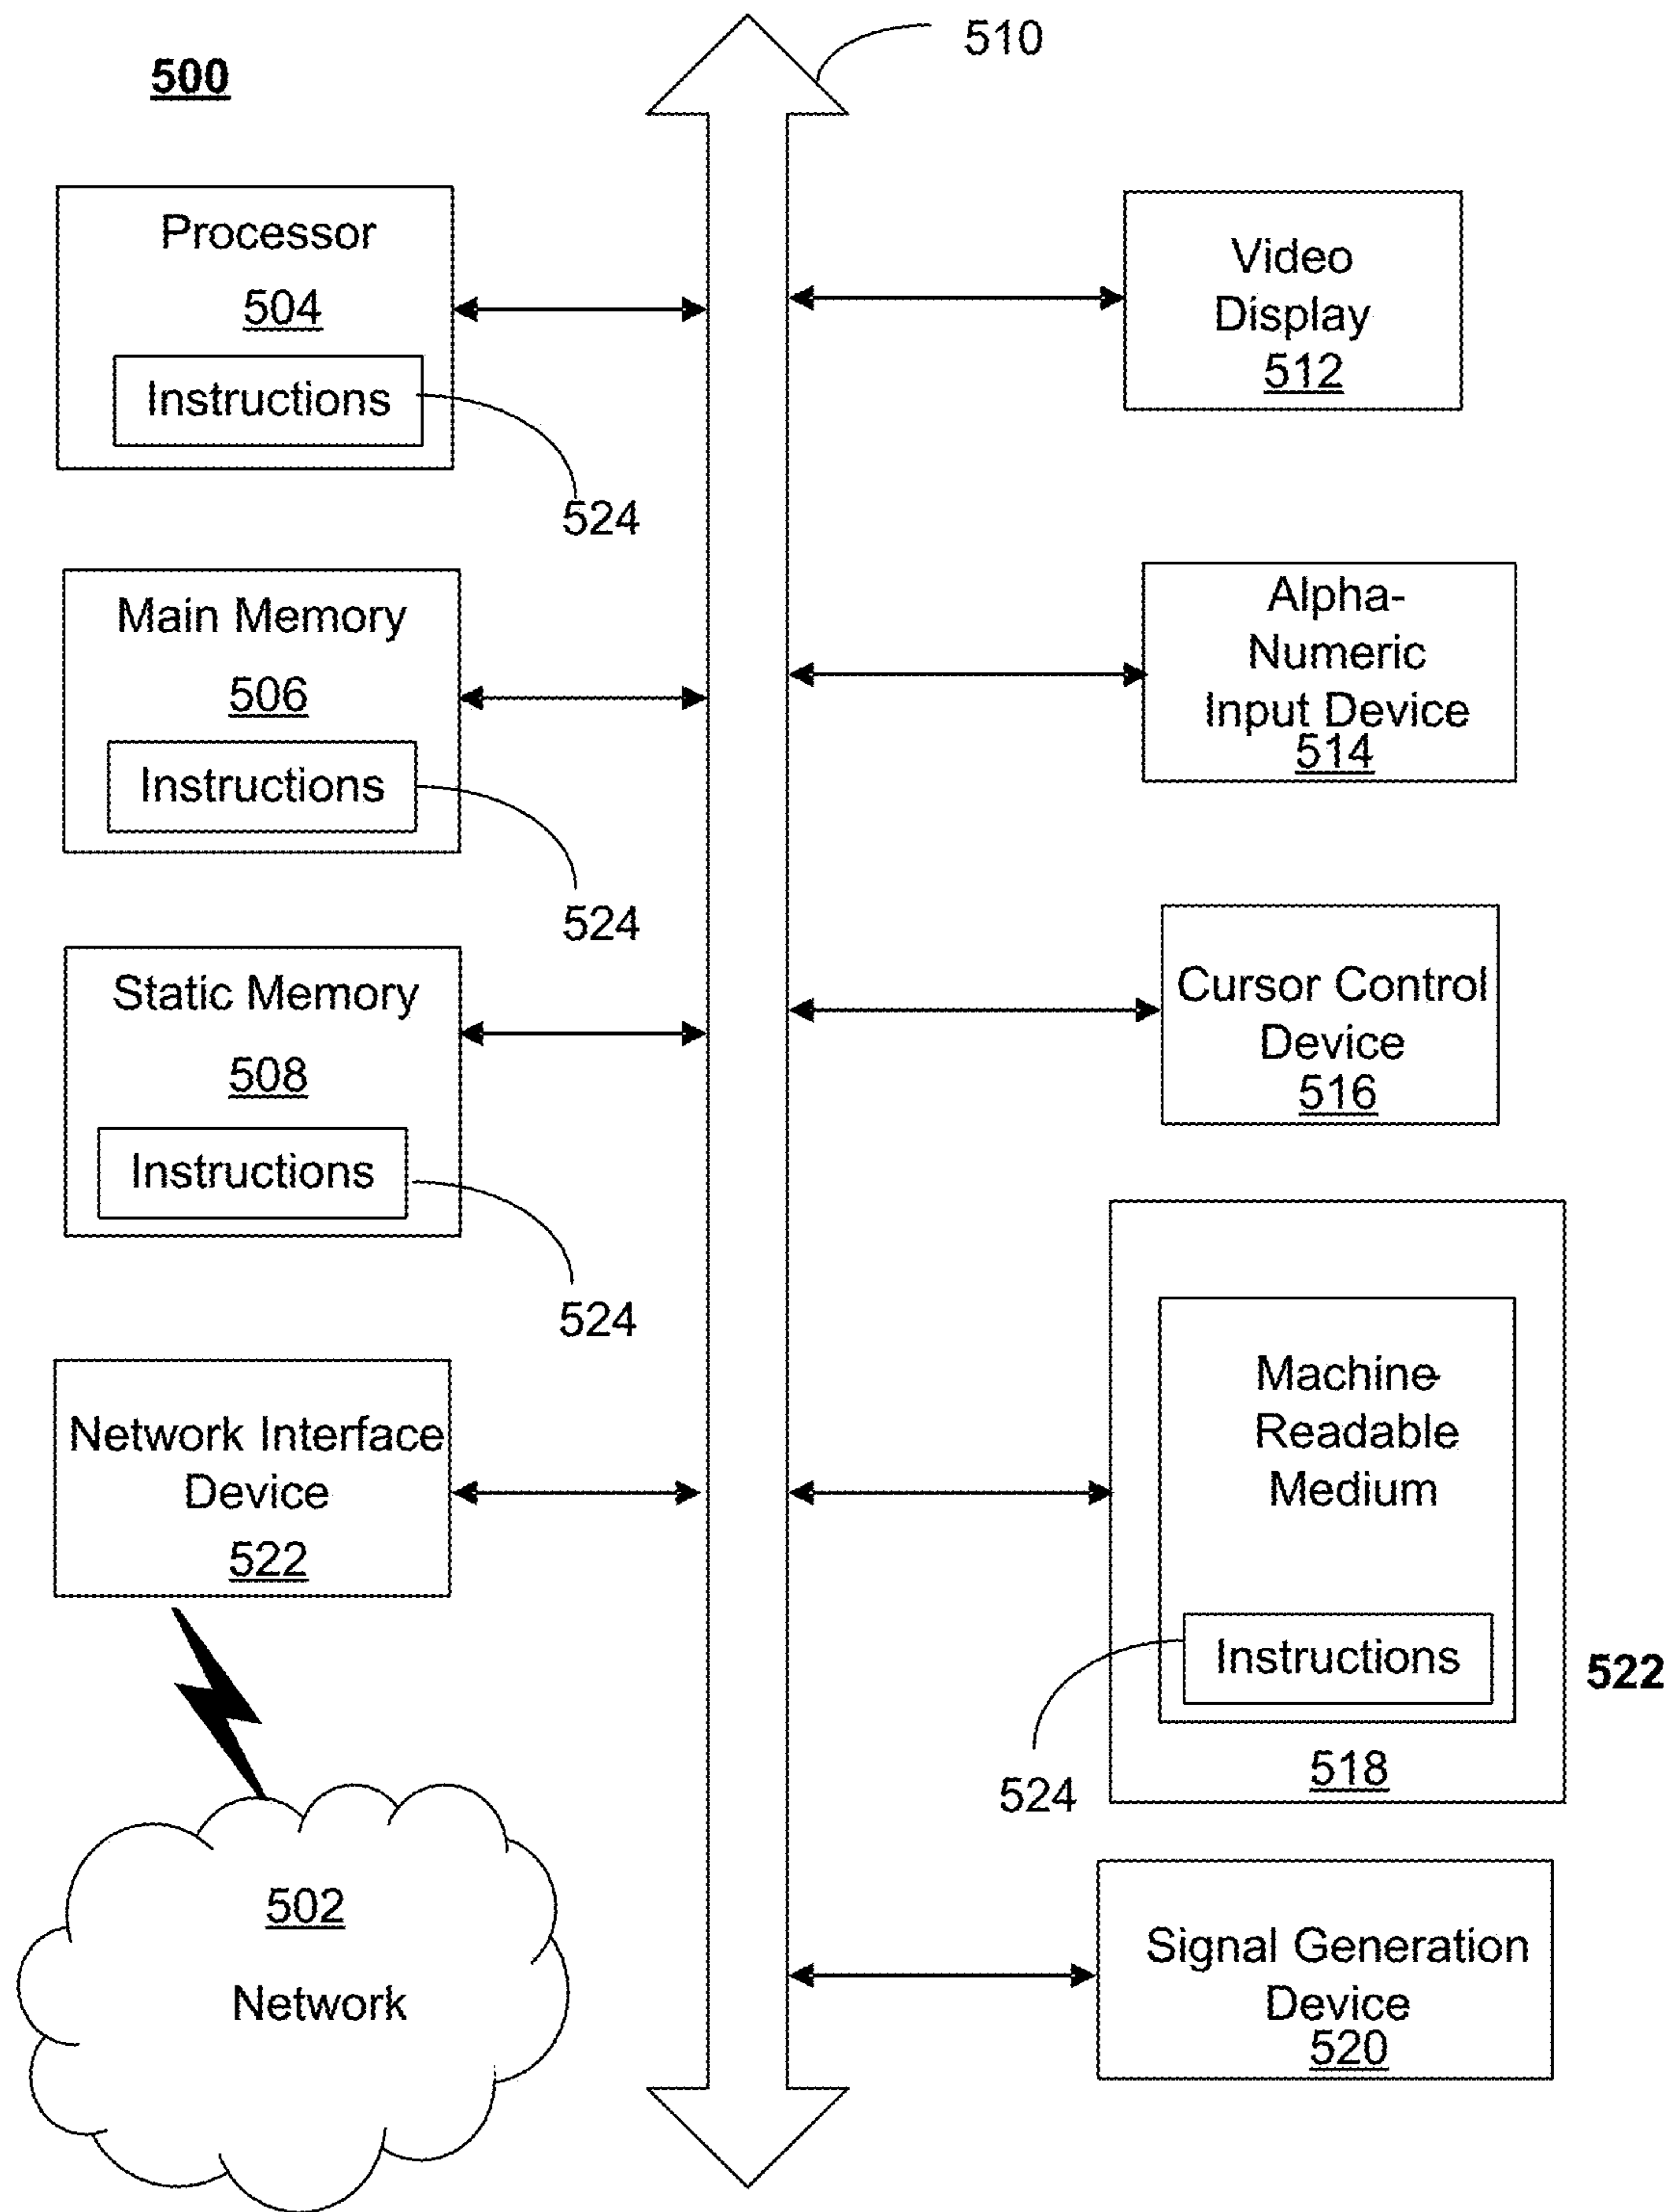 500
510
Processor
504
Instructions
524
Main Memory
506
Instructions
524
Static Memory
508
Instructions
524
Network Interface
Device
522
502
Network
Video
Display
512
Alpha-
Numeric
Input Device
514
Cursor Control
Device
516
Machine-
Readable
Medium
Instructions
522
524
518
Signal Generation
Device
520